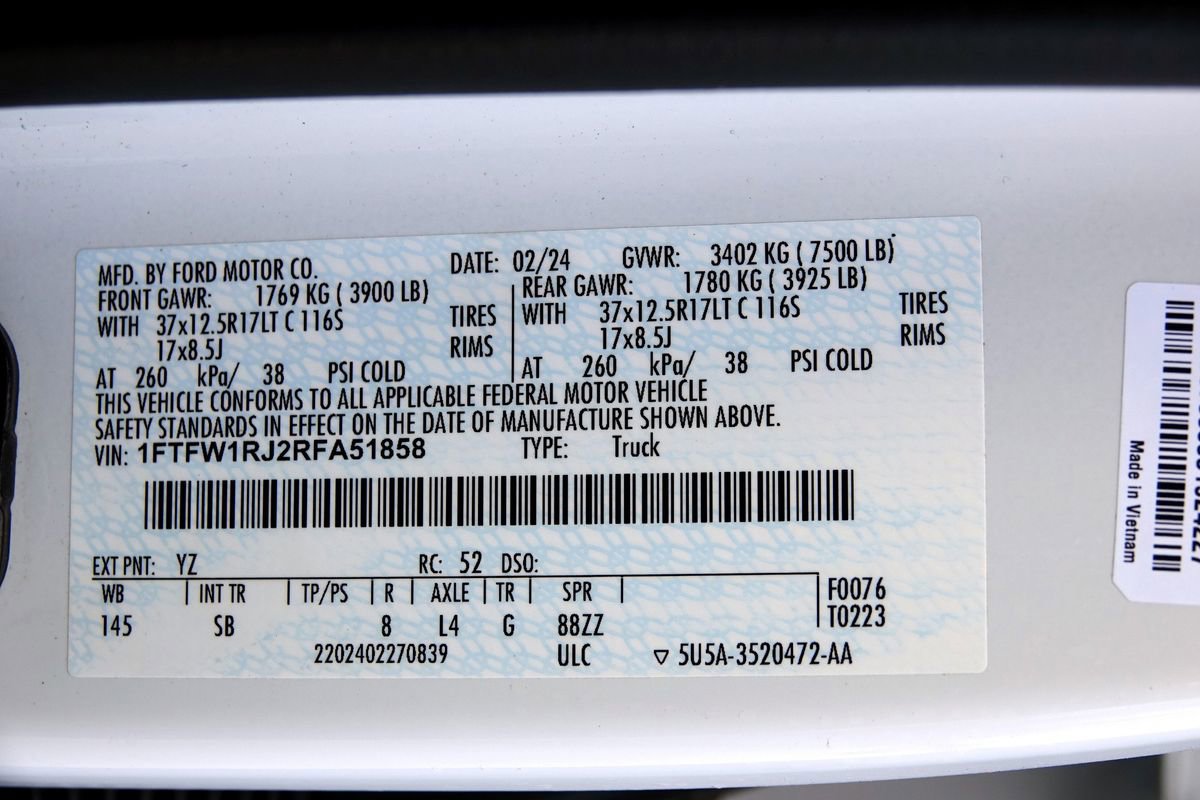 MFD. BY FORD MOTOR CO. DATE: 02/24 GVWR: 3402 KG ( 7500 LB)
FRONT GAWR: 1769 KG ( 3900 LB) REAR GAWR: 1780 KG ( 3925 LB)
WITH 37x12.5R17LT C 116S TIRES WITH 37x12.5R17LT C 116S TIRES
17x8.5J RIMS 17x8.5J RIMS
AT 260 kPa/ 38 PSI COLD AT 260 kPa/ 38 PSI COLD
THIS VEHICLE CONFORMS TO ALL APPLICABLE FEDERAL MOTOR VEHICLE
SAFETY STANDARDS IN EFFECT ON THE DATE OF MANUFACTURE SHOWN ABOVE.
VIN: 1FTFW1RJ2RFA51858 TYPE: Truck
EXT PNT: YZ RC: 52 DSO:
WB INT TR TP/PS R AXLE TR SPR F0076
145 SB 8 L4 G 88ZZ T0223
2202402270839 ULC ▽ 5U5A-3520472-AA
Made in Vietnam